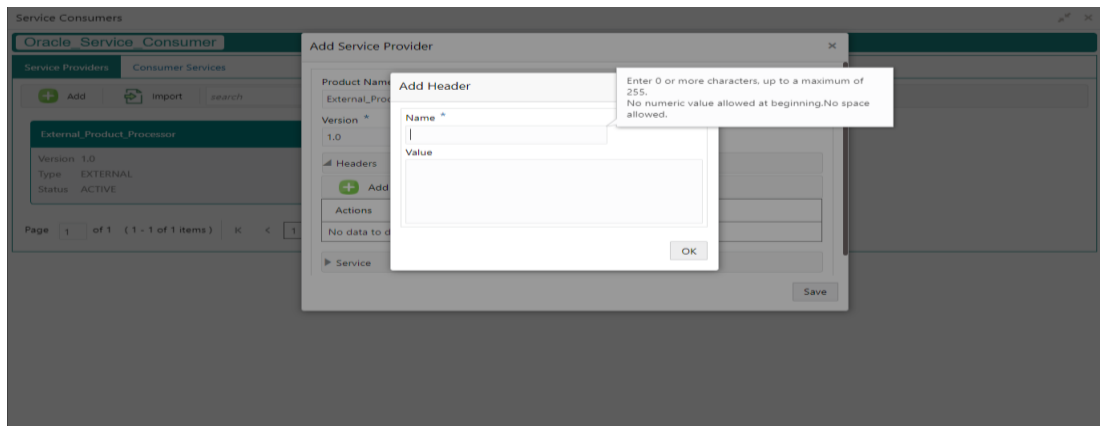 Service Consumers
Oracle_Service_Consumer
Service Providers Consumer Services
Add Import search
External_Product_Processor
Version 1.0
Type EXTERNAL
Status ACTIVE
Page 1 of 1 (1 - 1 of 1 items) K < 1
Add Service Provider
Product Name
External_Proc
Version *
1.0
Headers
Add
Actions
No data to d
Service
Save
Add Header
Name *
Value
OK
Enter 0 or more characters, up to a maximum of
255.
No numeric value allowed at beginning.No space
allowed.